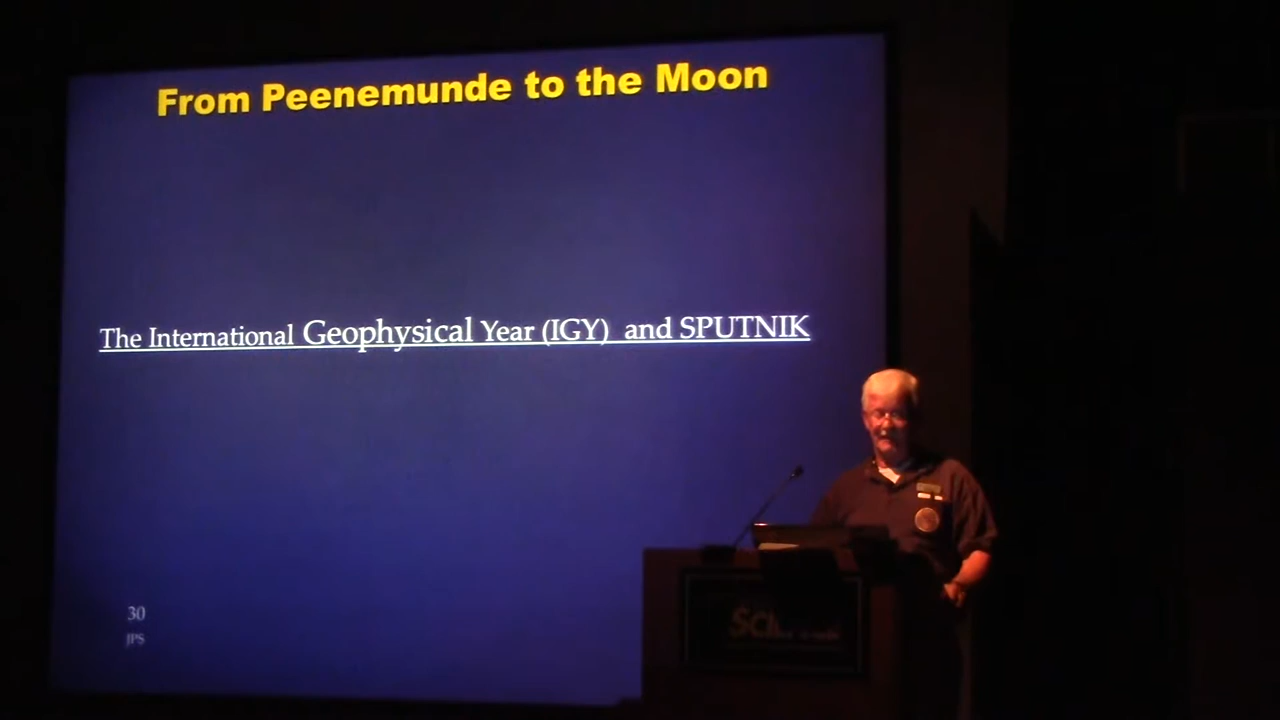 From Peenemunde to the Moon
The International Geophysical Year (IGY) and SPUTNIK
30
JPS